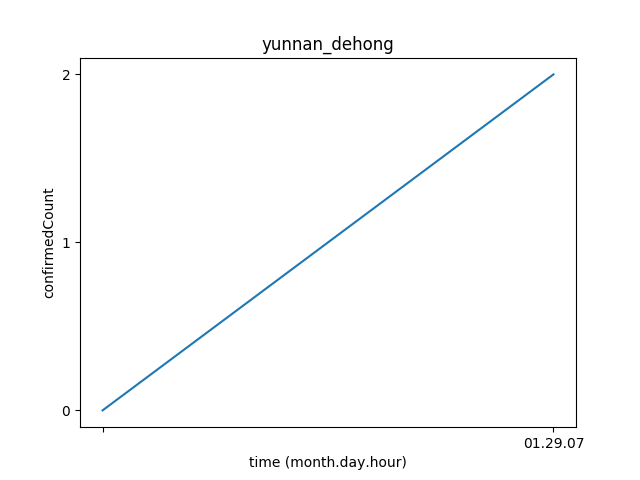 yunnan_dehong
2
confirmedCount
1
0
01.29.07
time (month.day.hour)